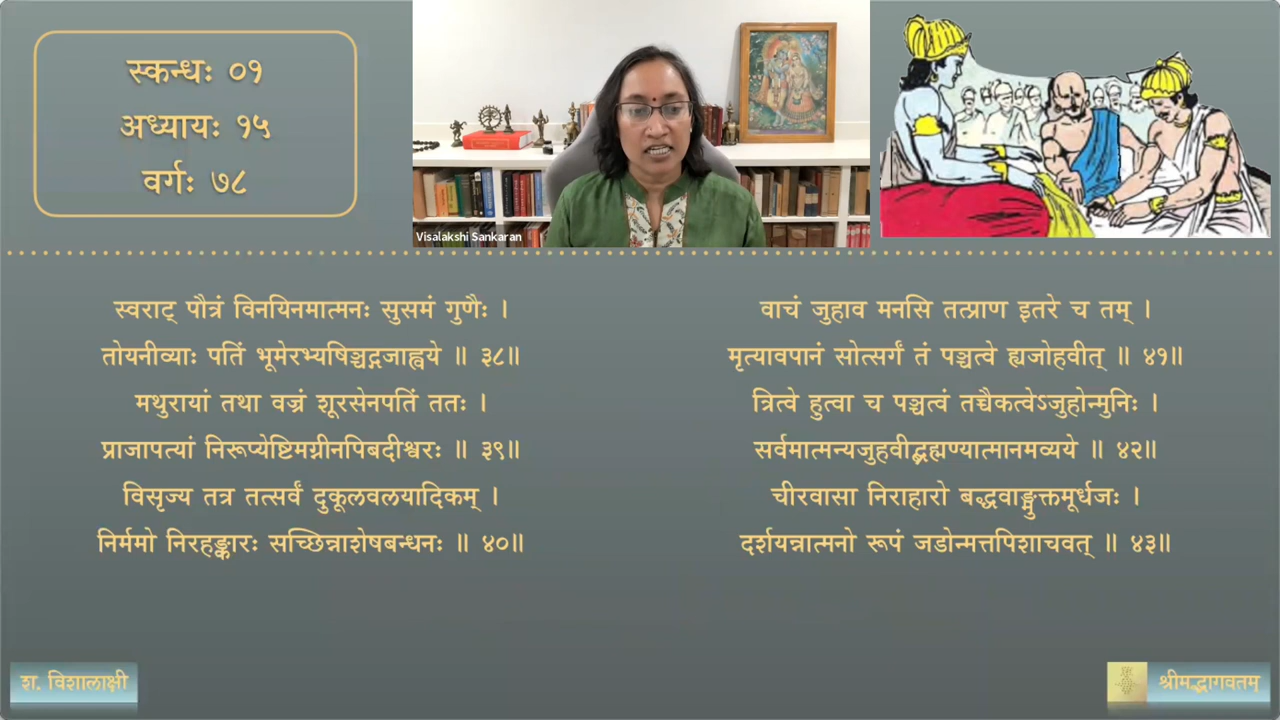 स्कन्धः ०१
अध्यायः १५
वर्गः ७८
Visalakshi Sankaran
स्वराट् पौत्रं विनयिनमात्मनः सुसमं गुणैः ।
तोयनीव्याः पतिं भूमेरभ्यषिञ्चद्गजाह्वये ॥ ३८॥
मथुरायां तथा वज्रं शूरसेनपतिं ततः ।
प्राजापत्यां निरूप्येष्टिमग्नीनपिबदीश्वरः ॥ ३९॥
विसृज्य तत्र तत्सर्वं दुकूलवलयादिकम् ।
निर्ममो निरहङ्कारः सच्छिन्नाशेषबन्धनः ॥ ४०॥
वाचं जुहाव मनसि तत्प्राण इतरे च तम् ।
मृत्यावपानं सोत्सर्गं तं पञ्चत्वे ह्यजोहवीत् ॥ ४१॥
त्रित्वे हुत्वा च पञ्चत्वं तच्चैकत्वेऽजुहोन्मुनिः ।
सर्वमात्मन्यजुहवीद्ब्रह्मण्यात्मानमव्यये ॥ ४२॥
चीरवासा निराहारो बद्धवाङ्मुक्तमूर्धजः ।
दर्शयन्नात्मनो रूपं जडोन्मत्तपिशाचवत् ॥ ४३॥
श. विशालाक्षी
श्रीमद्भागवतम्